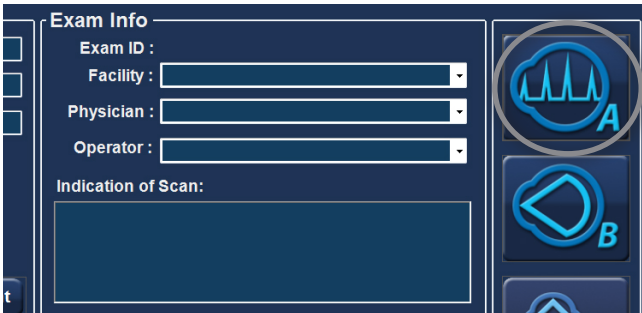 Exam Info
Exam ID :
Facility :
Physician :
Operator :
Indication of Scan:
A
B
t